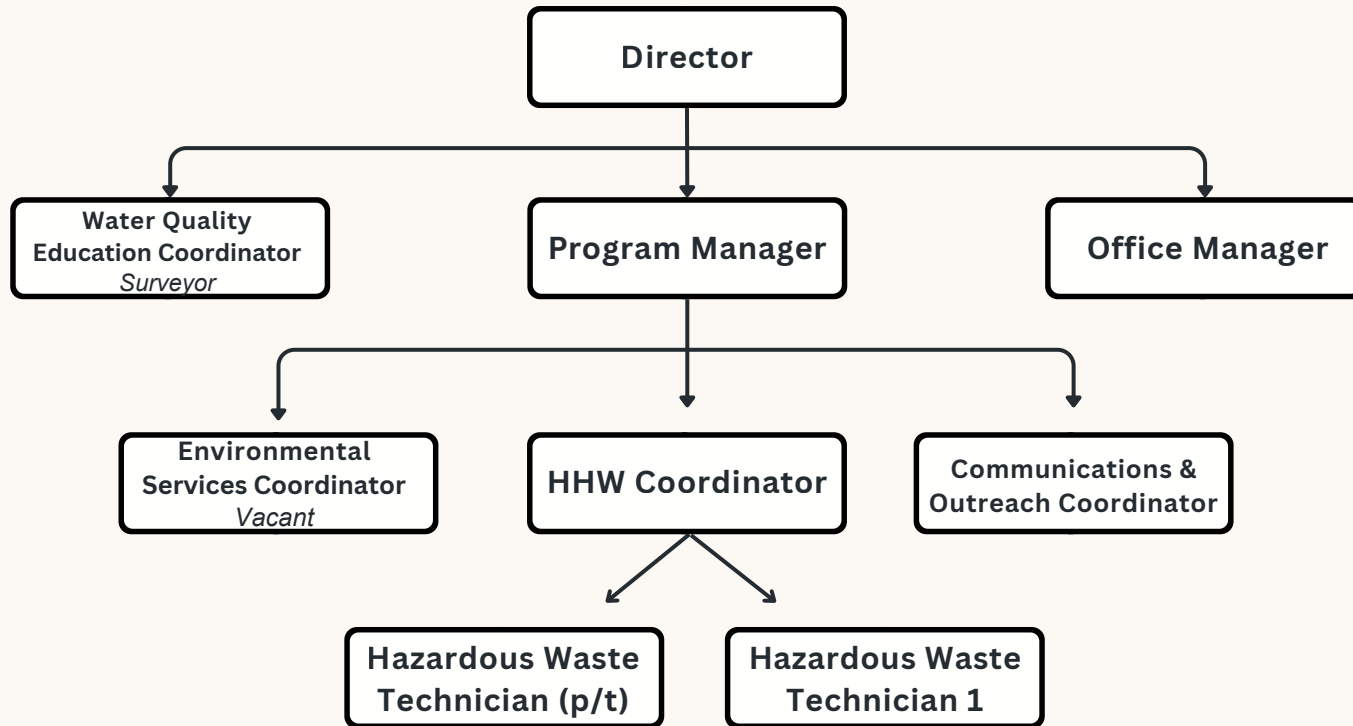 Director
Water Quality
Education Coordinator
Surveyor
Program Manager
Office Manager
Environmental
Services Coordinator
Vacant
HHW Coordinator
Communications &
Outreach Coordinator
Hazardous Waste
Technician (p/t)
Hazardous Waste
Technician 1